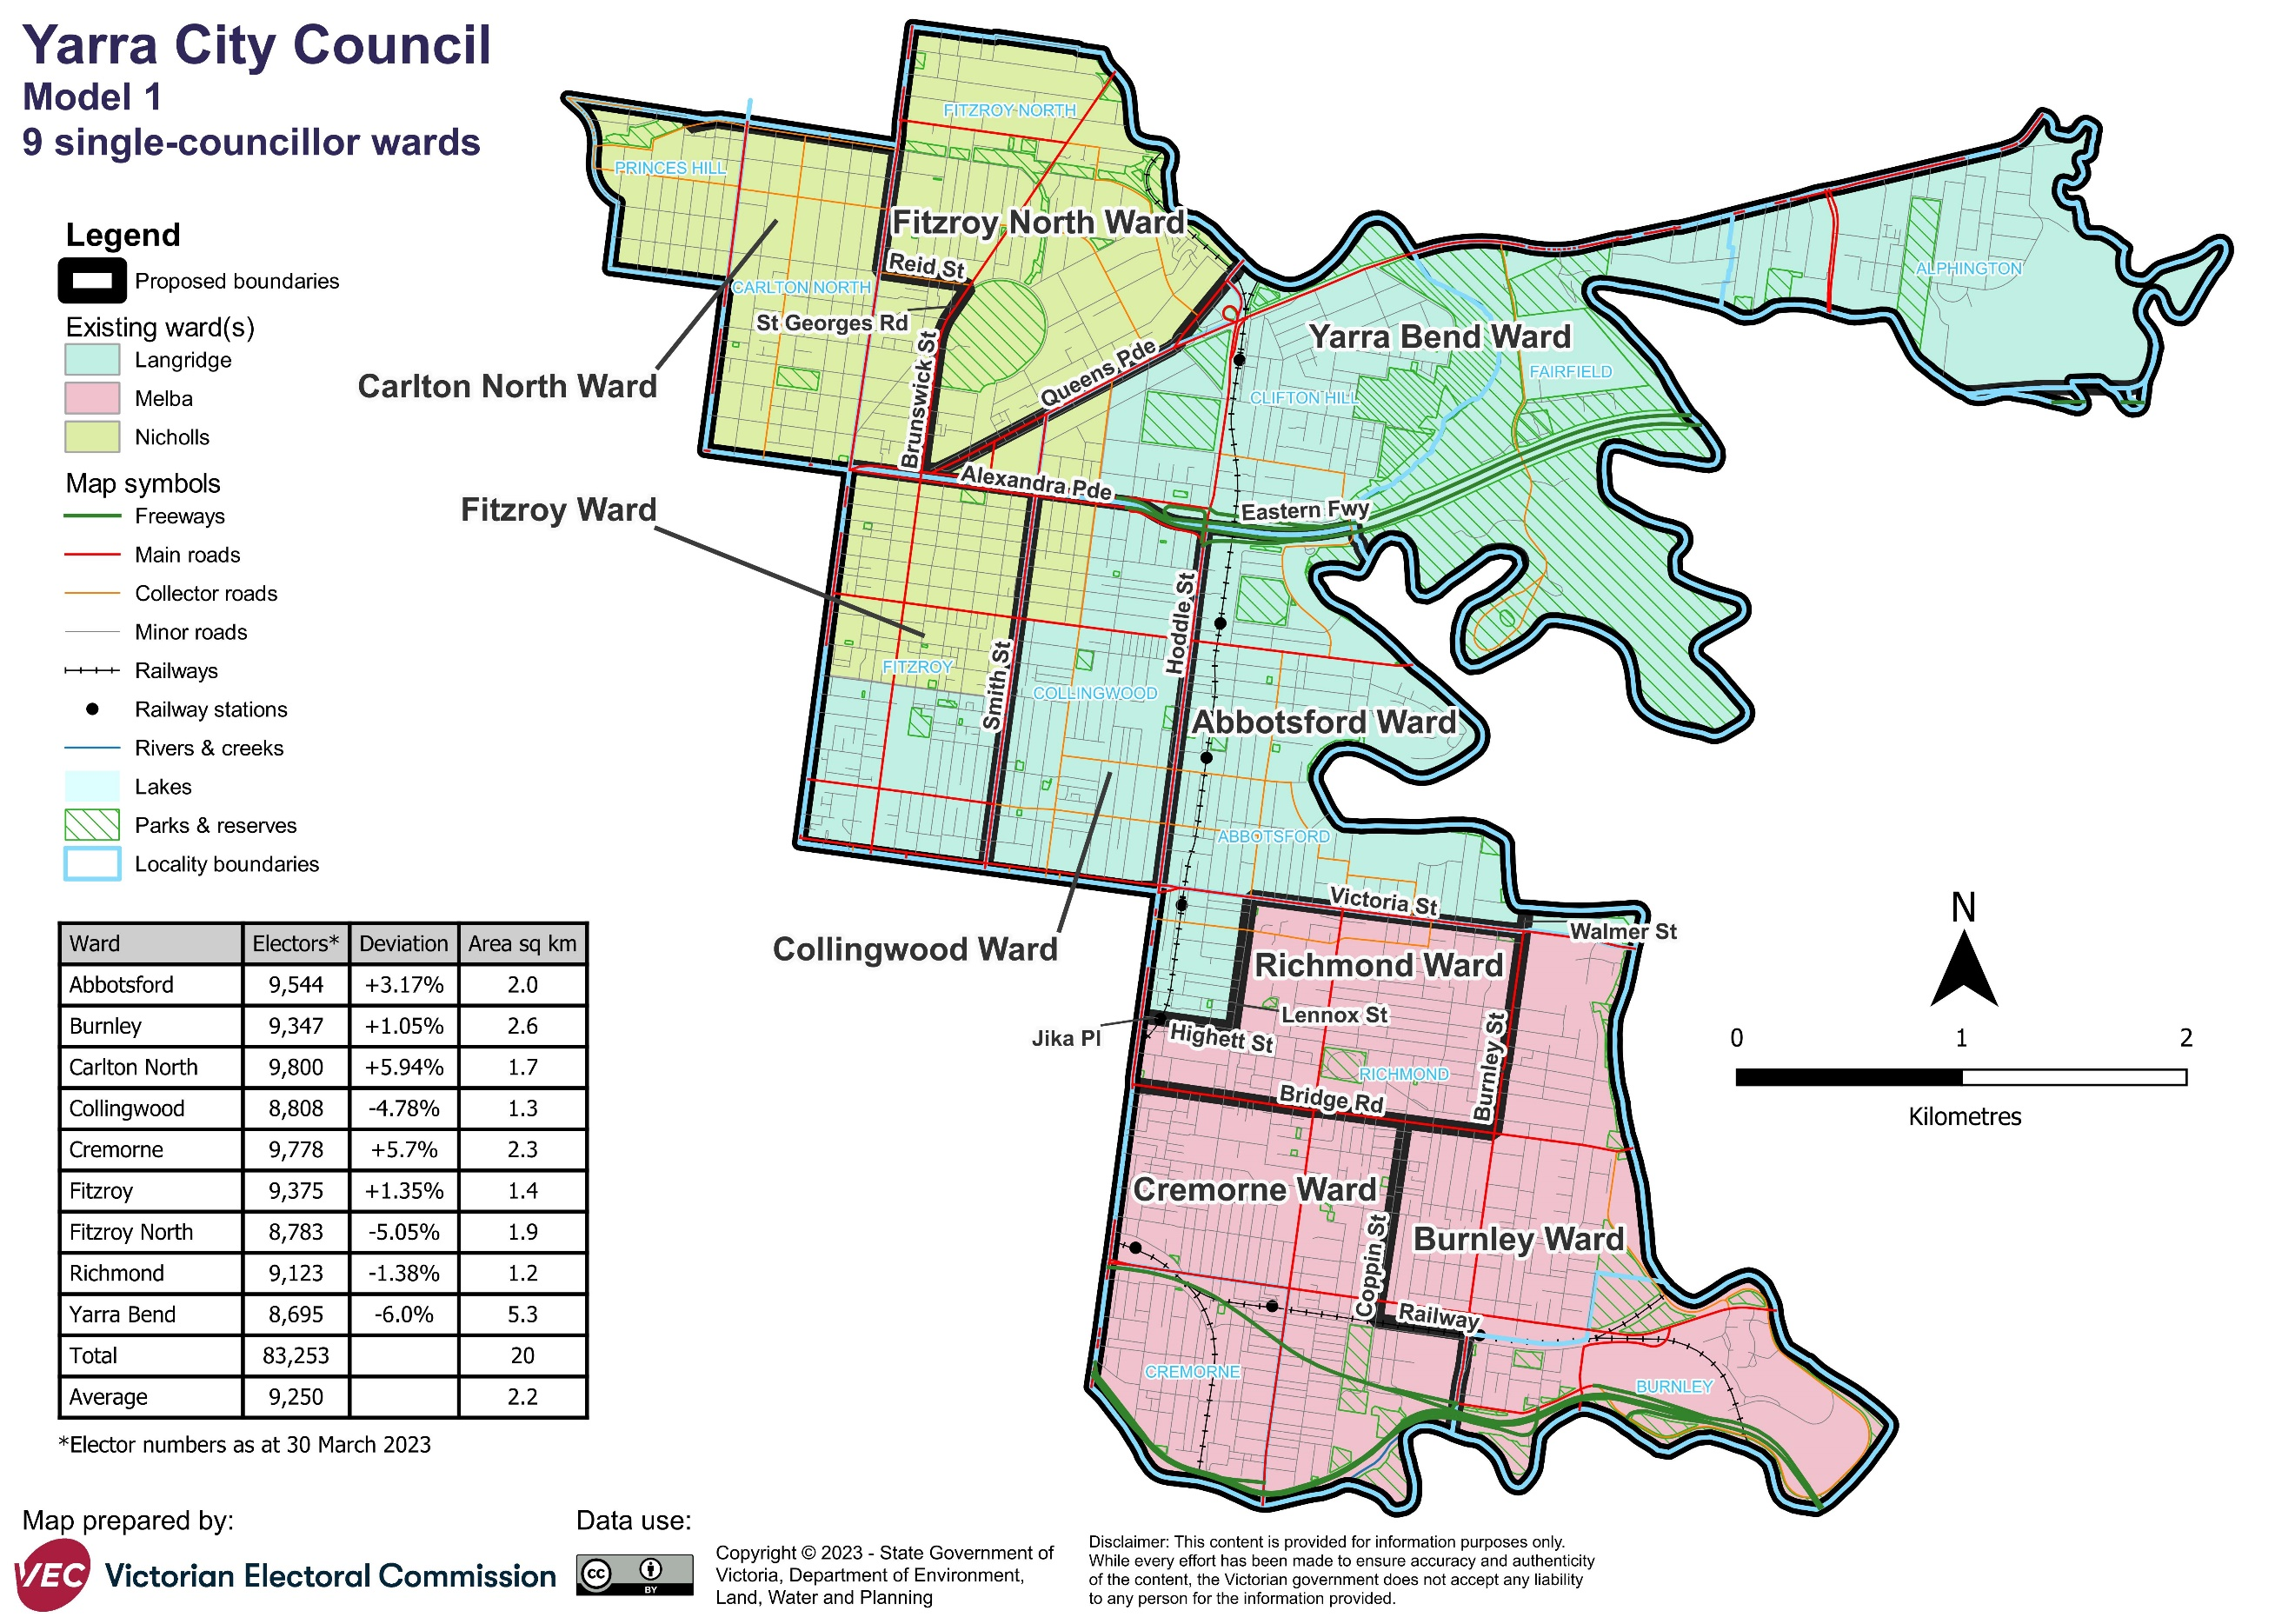 Yarra City Council
Model 1
9 single-councillor wards
Legend
Proposed boundaries
Existing ward(s)
Langridge
Melba
Nicholls
Map symbols
Freeways
Main roads
Collector roads
Minor roads
Railways
Railway stations
Rivers & creeks
Lakes
Parks & reserves
Locality boundaries
Ward Electors* Deviation Area sq km
Abbotsford 9,544 +3.17% 2.0
Burnley 9,347 +1.05% 2.6
Carlton North 9,800 +5.94% 1.7
Collingwood 8,808 -4.78% 1.3
Cremorne 9,778 +5.7% 2.3
Fitzroy 9,375 +1.35% 1.4
Fitzroy North 8,783 -5.05% 1.9
Richmond 9,123 -1.38% 1.2
Yarra Bend 8,695 -6.0% 5.3
Total 83,253 20
Average 9,250 2.2
*Elector numbers as at 30 March 2023
Map prepared by:
VEC Victorian Electoral Commission
Data use:
cc BY
Copyright © 2023 - State Government of
Victoria, Department of Environment,
Land, Water and Planning
Disclaimer: This content is provided for information purposes only.
While every effort has been made to ensure accuracy and authenticity
of the content, the Victorian government does not accept any liability
to any person for the information provided.
FITZROY NORTH
PRINCES HILL
Fitzroy North Ward
Reid St
CARLTON NORTH
St Georges Rd
Carlton North Ward
Brunswick St
Queens Pde
Yarra Bend Ward
ALPHINGTON
FAIRFIELD
CLIFTON HILL
Alexandra Pde
Eastern Fwy
Fitzroy Ward
FITZROY
Smith St
Hoddle St
COLLINGWOOD
Abbotsford Ward
ABBOTSFORD
Collingwood Ward
Victoria St
Walmer St
Richmond Ward
Lennox St
Jika Pl
Highett St
RICHMOND
Burnley St
Bridge Rd
Cremorne Ward
Coppin St
Burnley Ward
Railway
CREMORNE
BURNLEY
N
0 1 2
Kilometres